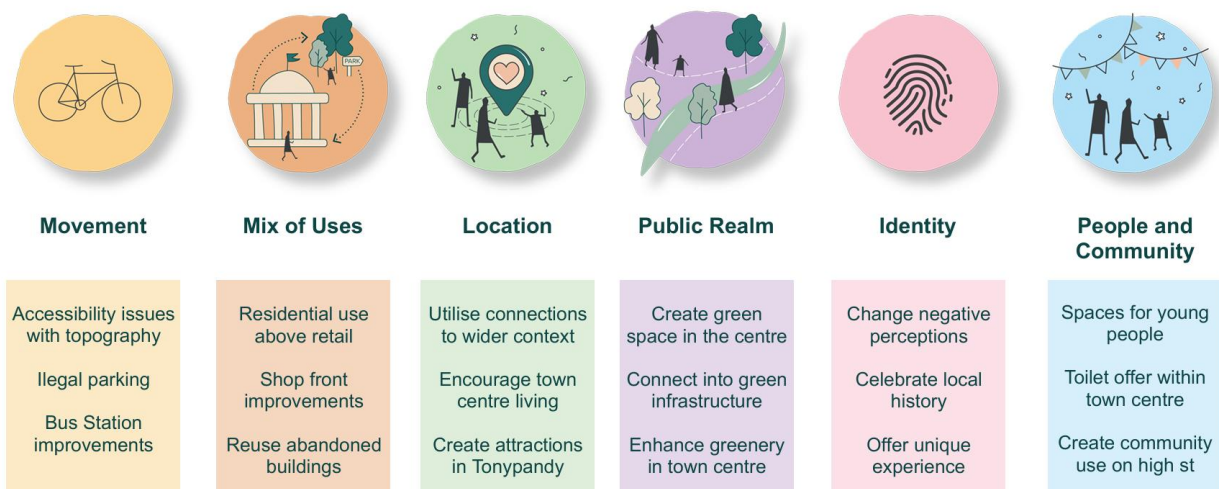 PARK
Movement
Accessibility issues
with topography
Ilegal parking
Bus Station
improvements
Mix of Uses
Residential use
above retail
Shop front
improvements
Reuse abandoned
buildings
Location
Utilise connections
to wider context
Encourage town
centre living
Create attractions
in Tonypandy
Public Realm
Create green
space in the centre
Connect into green
infrastructure
Enhance greenery
in town centre
Identity
Change negative
perceptions
Celebrate local
history
Offer unique
experience
People and
Community
Spaces for young
people
Toilet offer within
town centre
Create community
use on high st